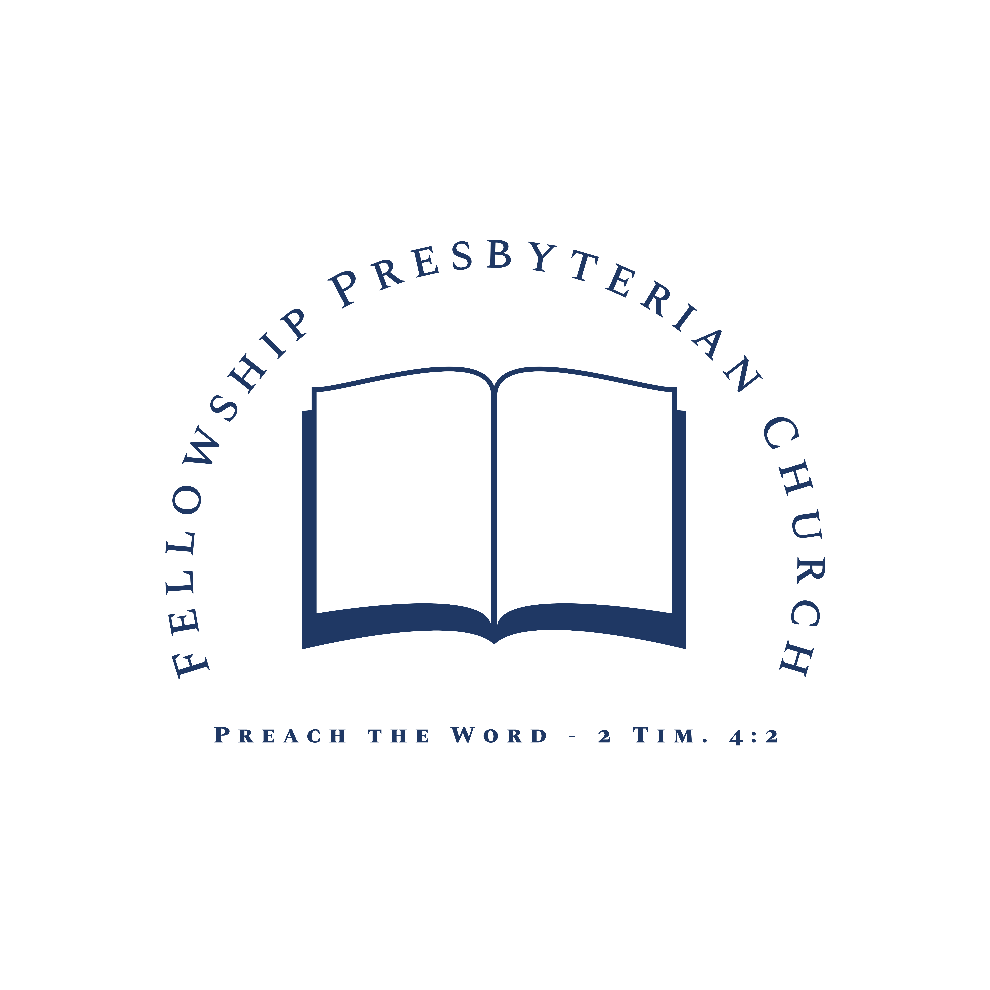 Fellowship Presbyterian Church
Preach the Word - 2 Tim. 4:2